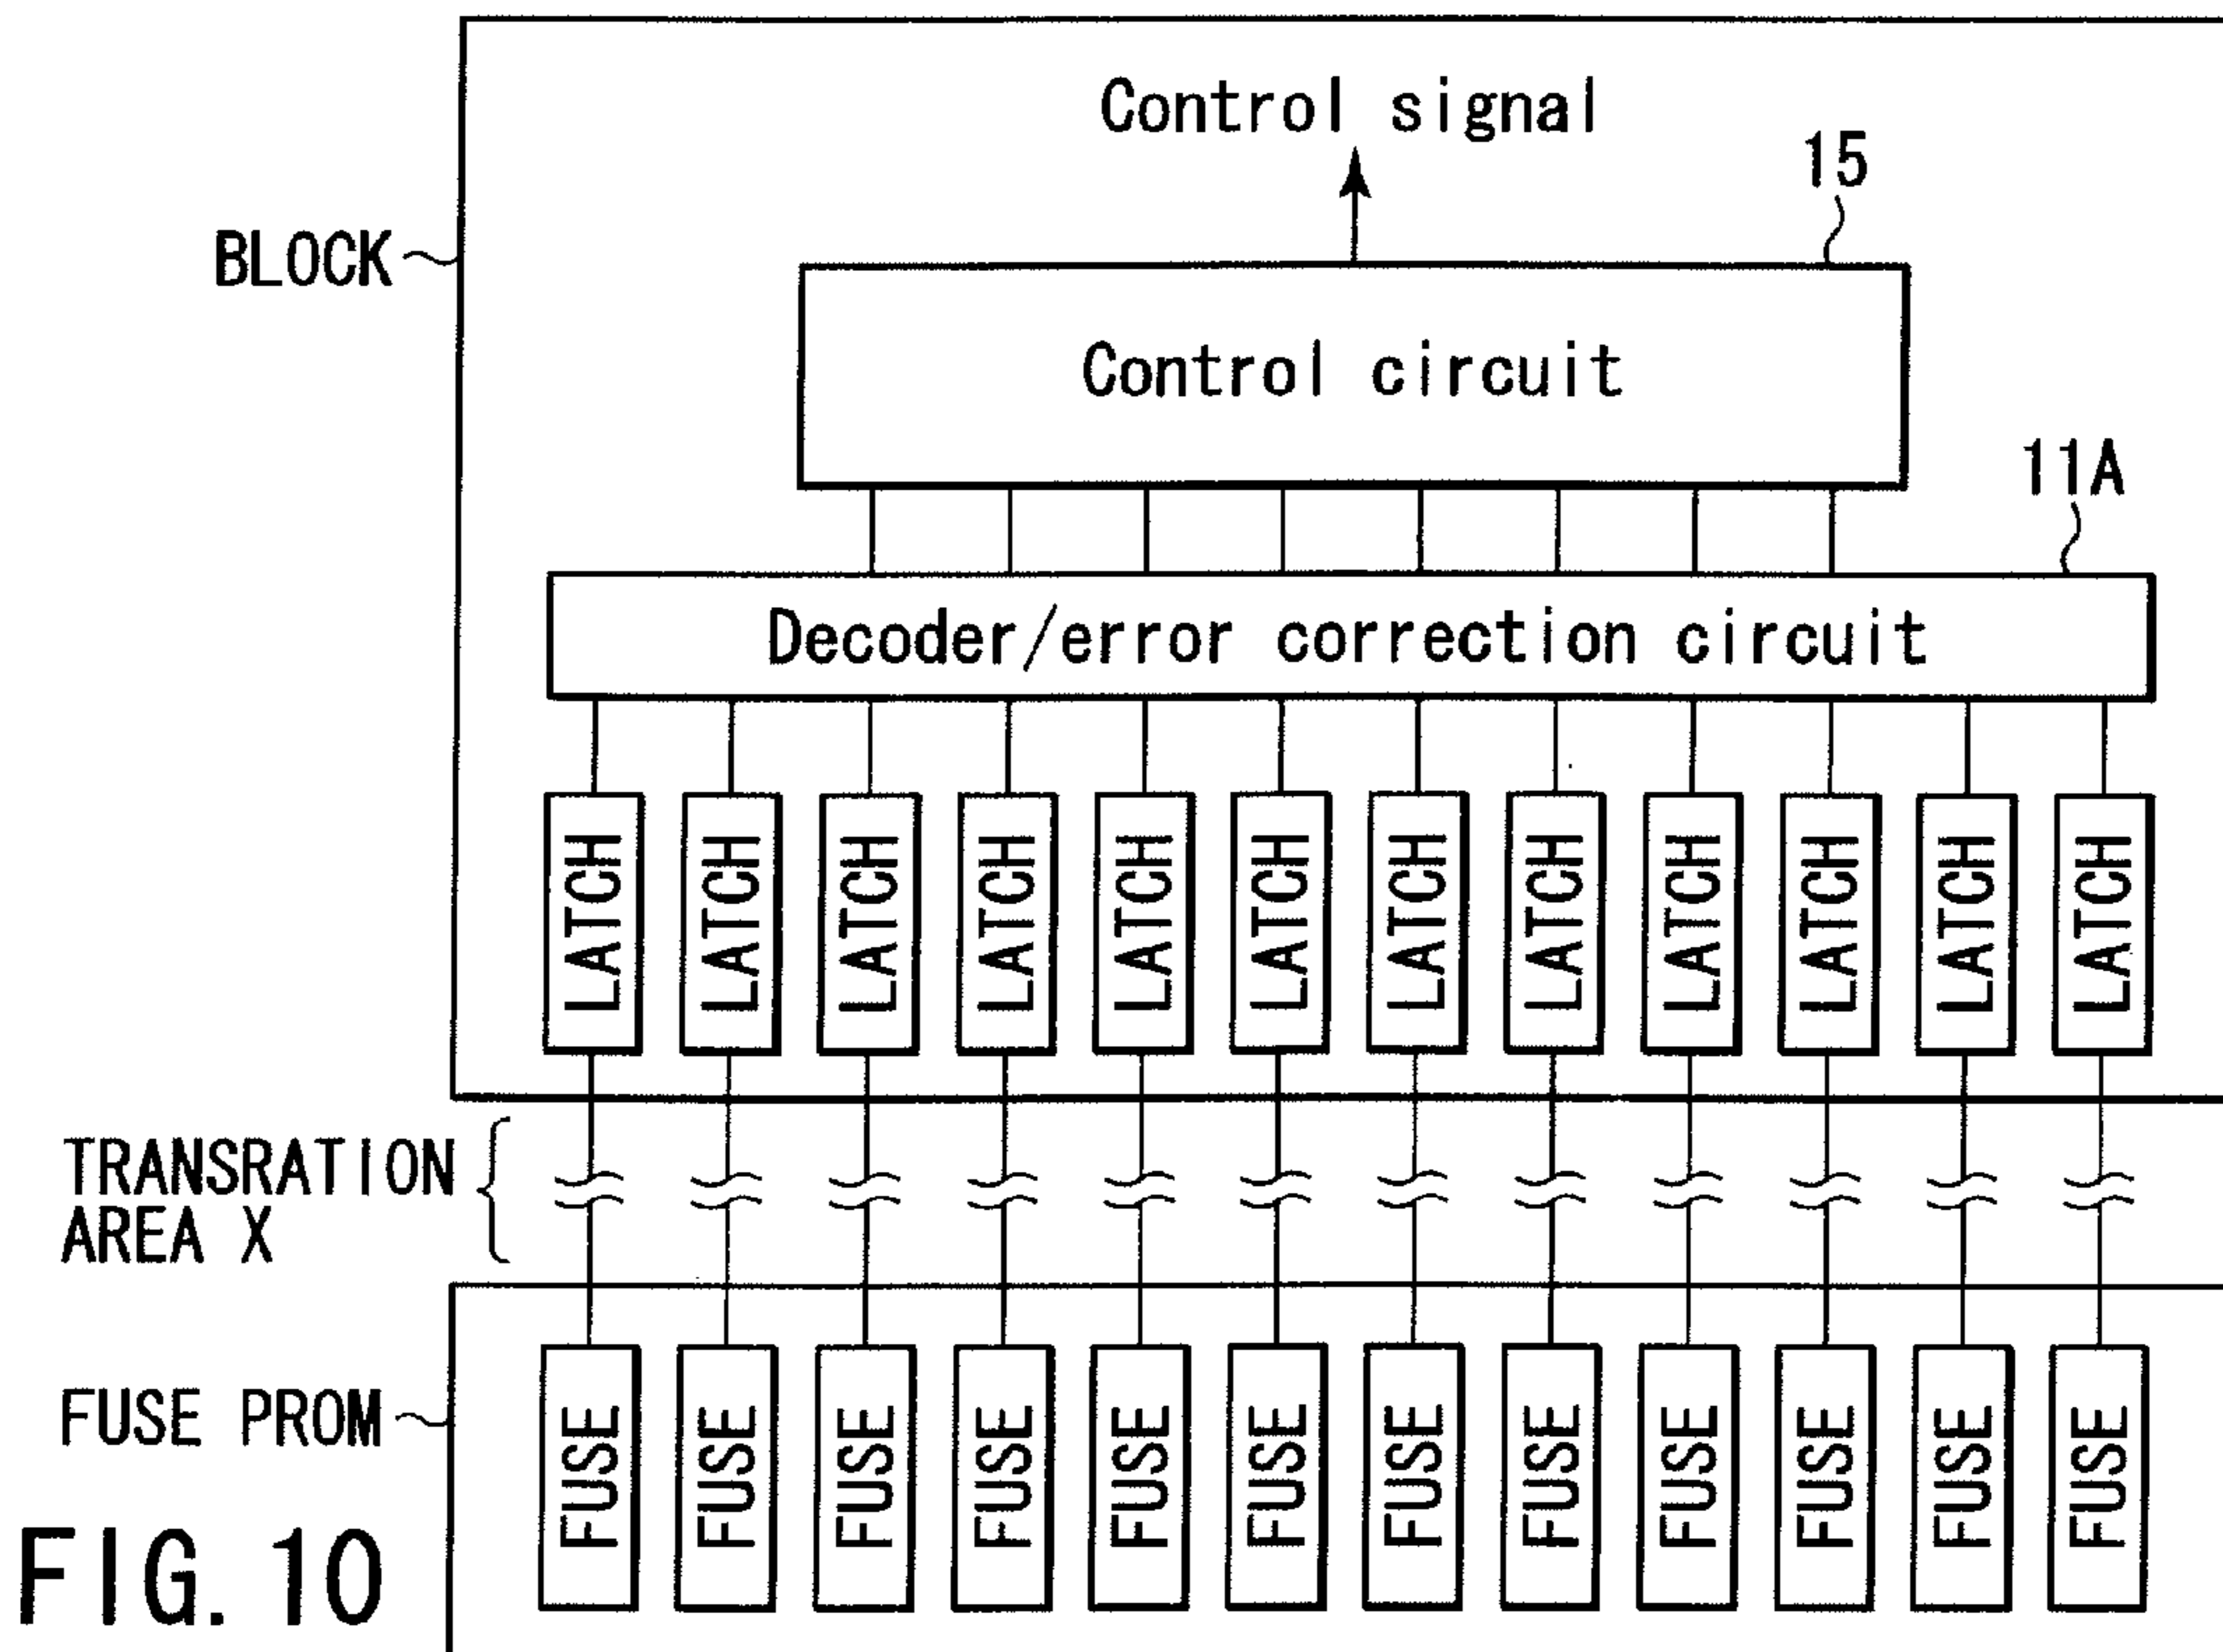 Control signal
15
BLOCK
Control circuit
11A
Decoder/error correction circuit
LATCH LATCH LATCH LATCH LATCH LATCH LATCH LATCH LATCH LATCH LATCH LATCH
TRANSRATION
AREA X
FUSE PROM
FUSE FUSE FUSE FUSE FUSE FUSE FUSE FUSE FUSE FUSE FUSE FUSE
FIG. 10